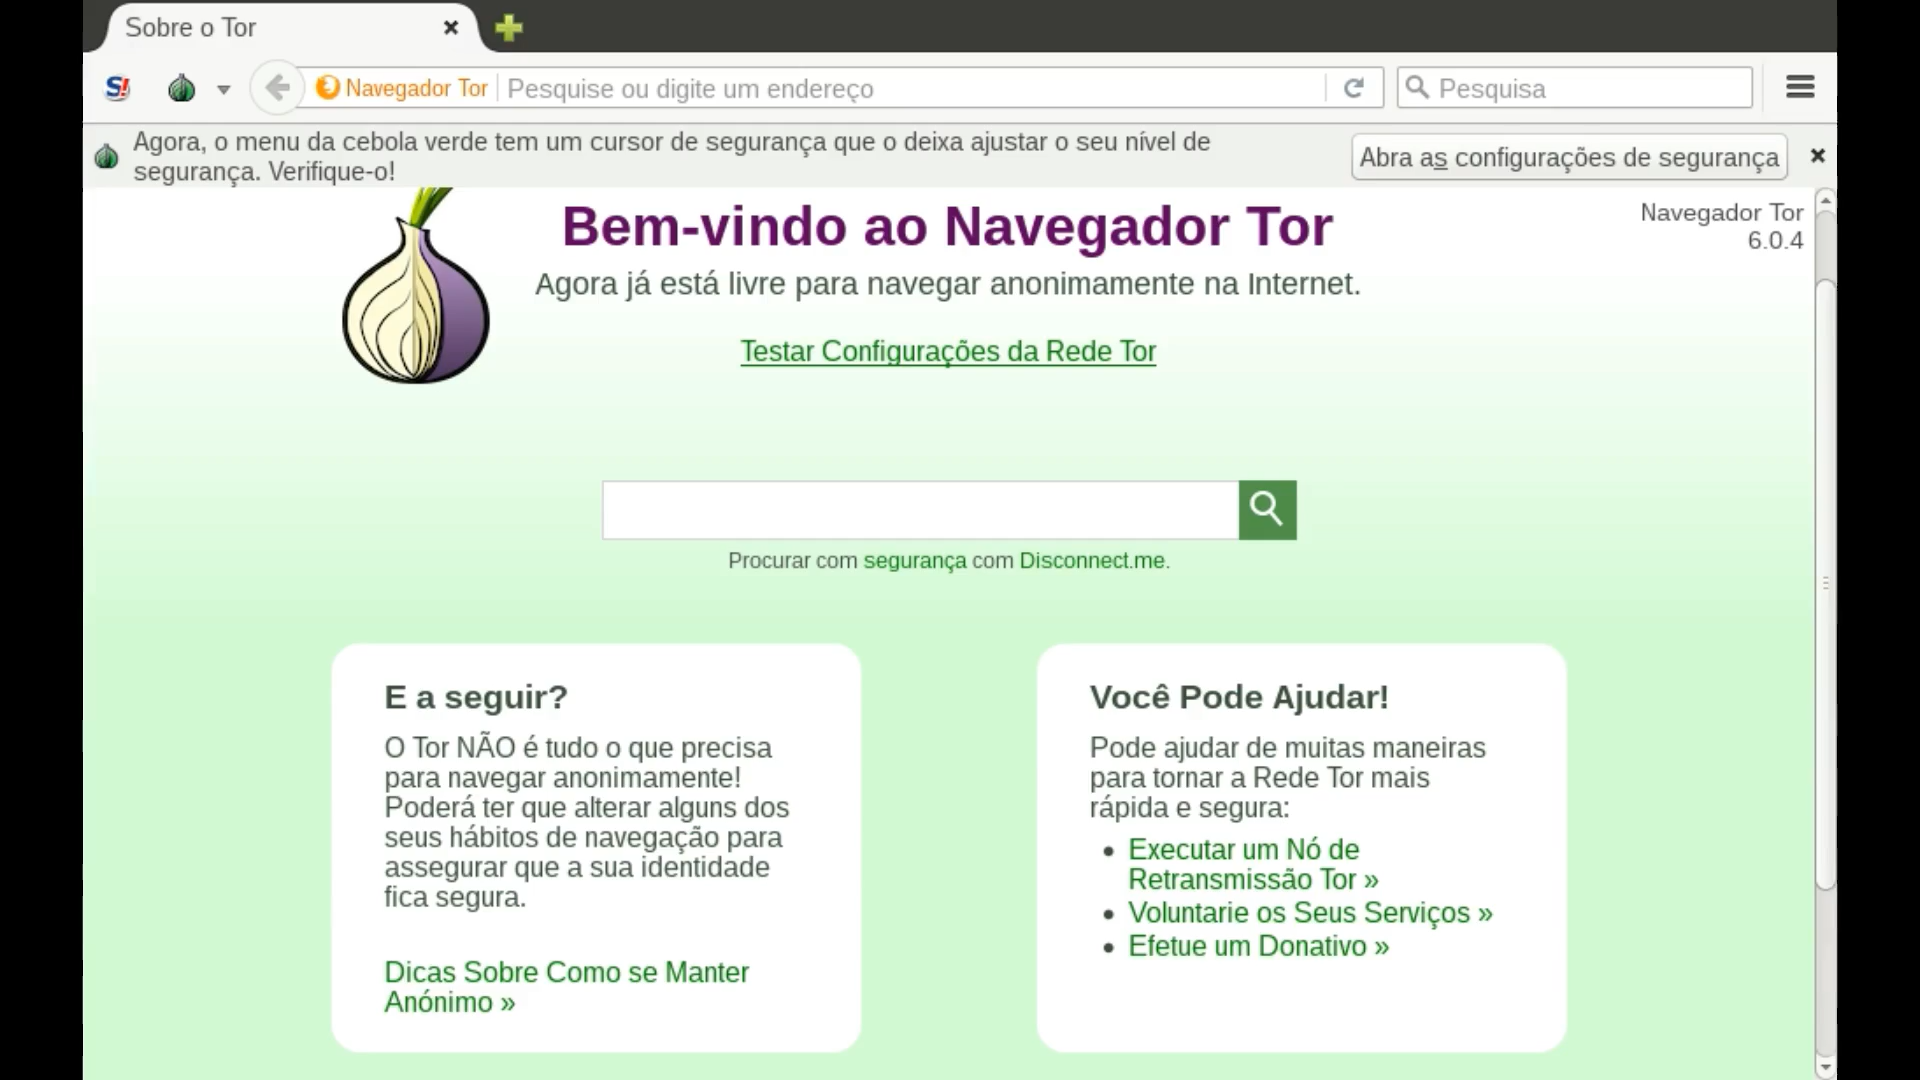 Sobre o Tor
S!
Navegador Tor
Pesquise ou digite um endereço
Pesquisa
Agora, o menu da cebola verde tem um cursor de segurança que o deixa ajustar o seu nível de
segurança. Verifique-o!
Abra as configurações de segurança
Bem-vindo ao Navegador Tor
Navegador Tor
6.0.4
Agora já está livre para navegar anonimamente na Internet.
Testar Configurações da Rede Tor
Procurar com segurança com Disconnect.me.
E a seguir?
O Tor NÃO é tudo o que precisa
para navegar anonimamente!
Poderá ter que alterar alguns dos
seus hábitos de navegação para
assegurar que a sua identidade
fica segura.
Dicas Sobre Como se Manter
Anónimo »
Você Pode Ajudar!
Pode ajudar de muitas maneiras
para tornar a Rede Tor mais
rápida e segura:
Executar um Nó de
Retransmissão Tor »
Voluntarie os Seus Serviços »
Efetue um Donativo »